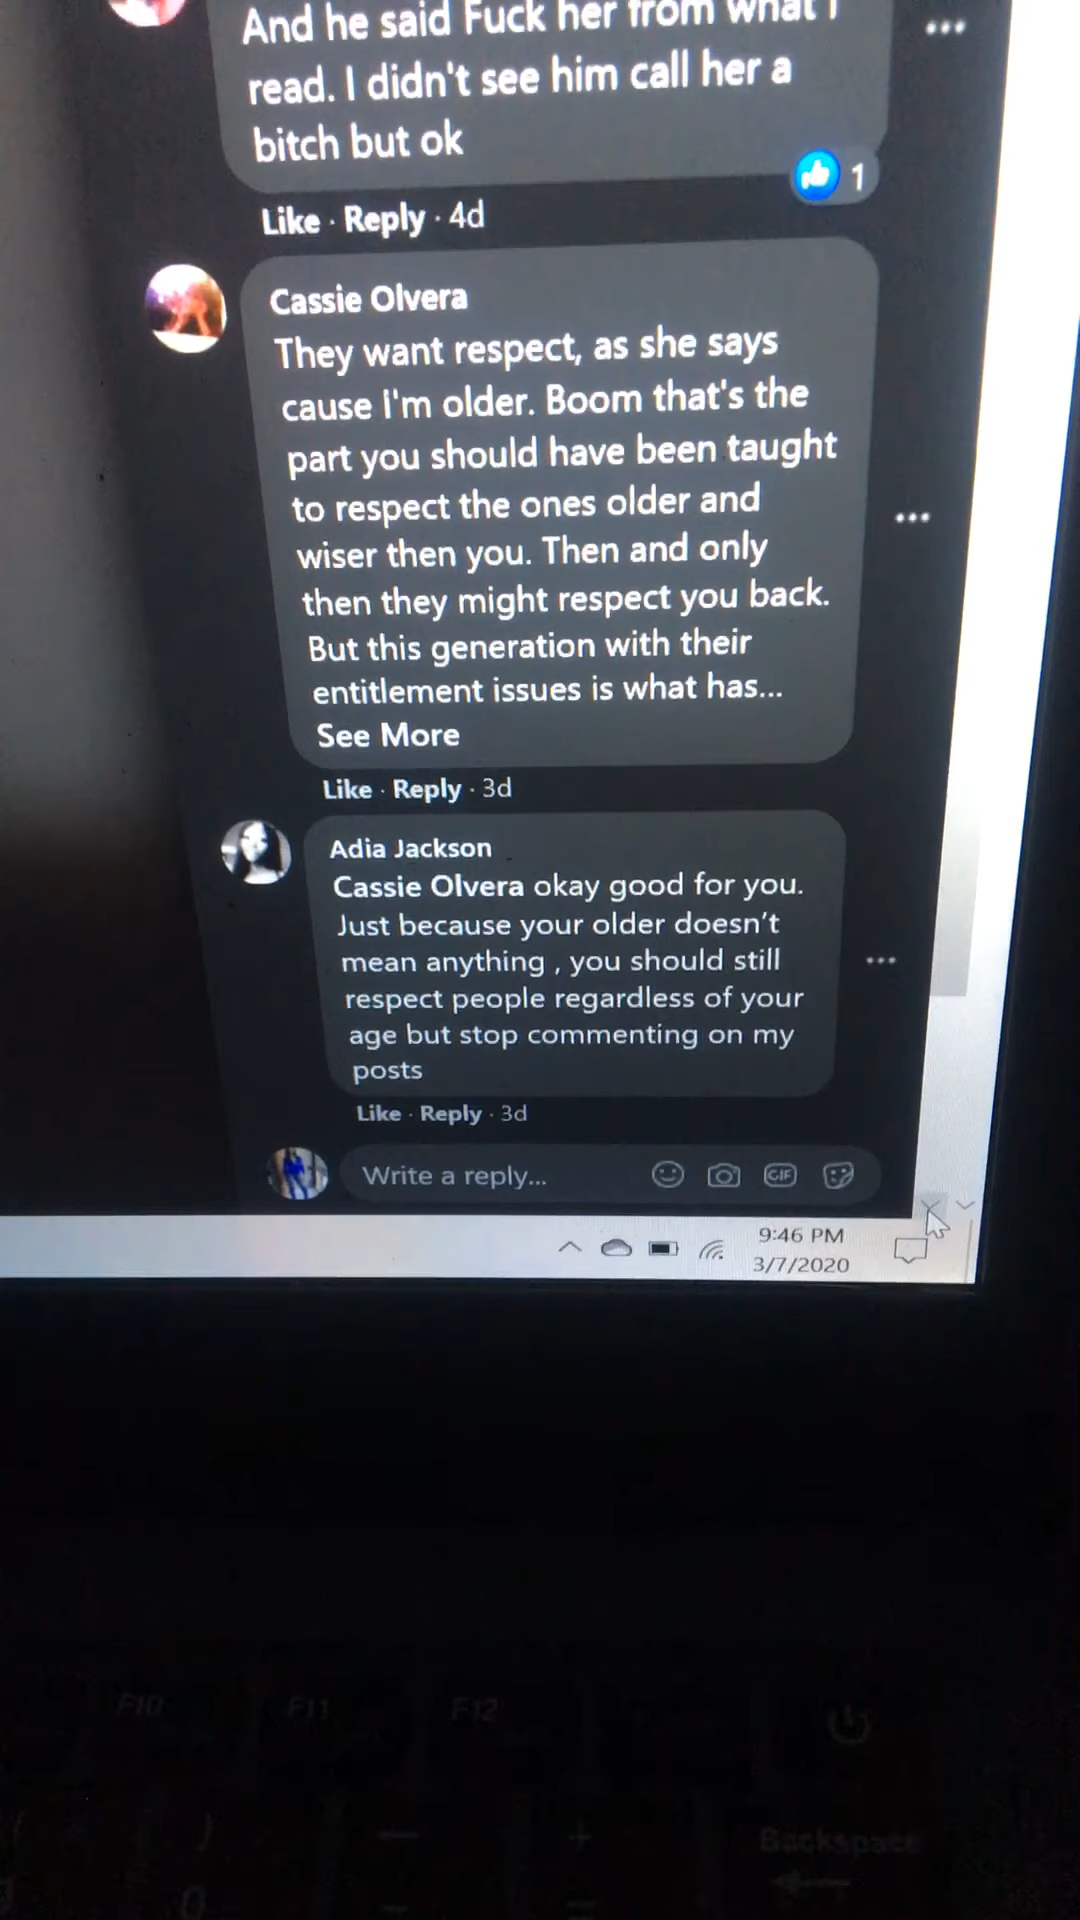 And he said Fuck her from what I
read. I didn't see him call her a
bitch but ok
1
Like · Reply · 4d
Cassie Olvera
They want respect, as she says
cause I'm older. Boom that's the
part you should have been taught
to respect the ones older and
wiser then you. Then and only
then they might respect you back.
But this generation with their
entitlement issues is what has...
See More
Like · Reply · 3d
Adia Jackson
Cassie Olvera okay good for you.
Just because your older doesn't
mean anything , you should still
respect people regardless of your
age but stop commenting on my
posts
Like · Reply · 3d
Write a reply...
GIF
9:46 PM
3/7/2020
F10 F11 F12
Backspace